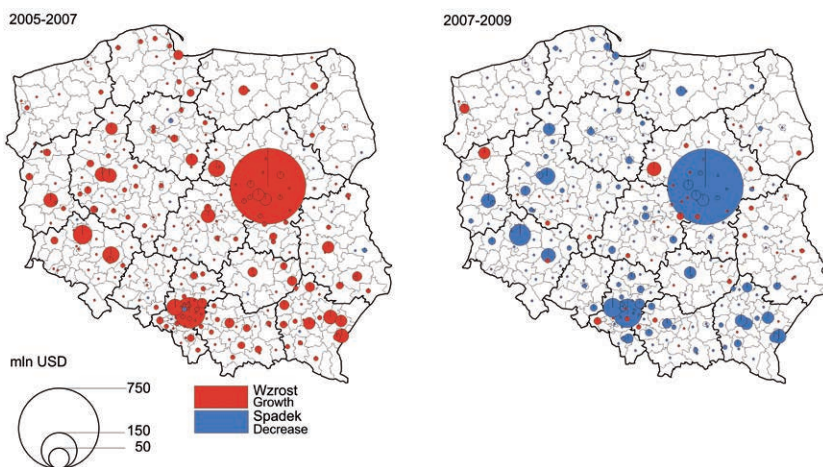 2005-2007
2007-2009
mln USD
750
150
50
Wzrost
Growth
Spadek
Decrease